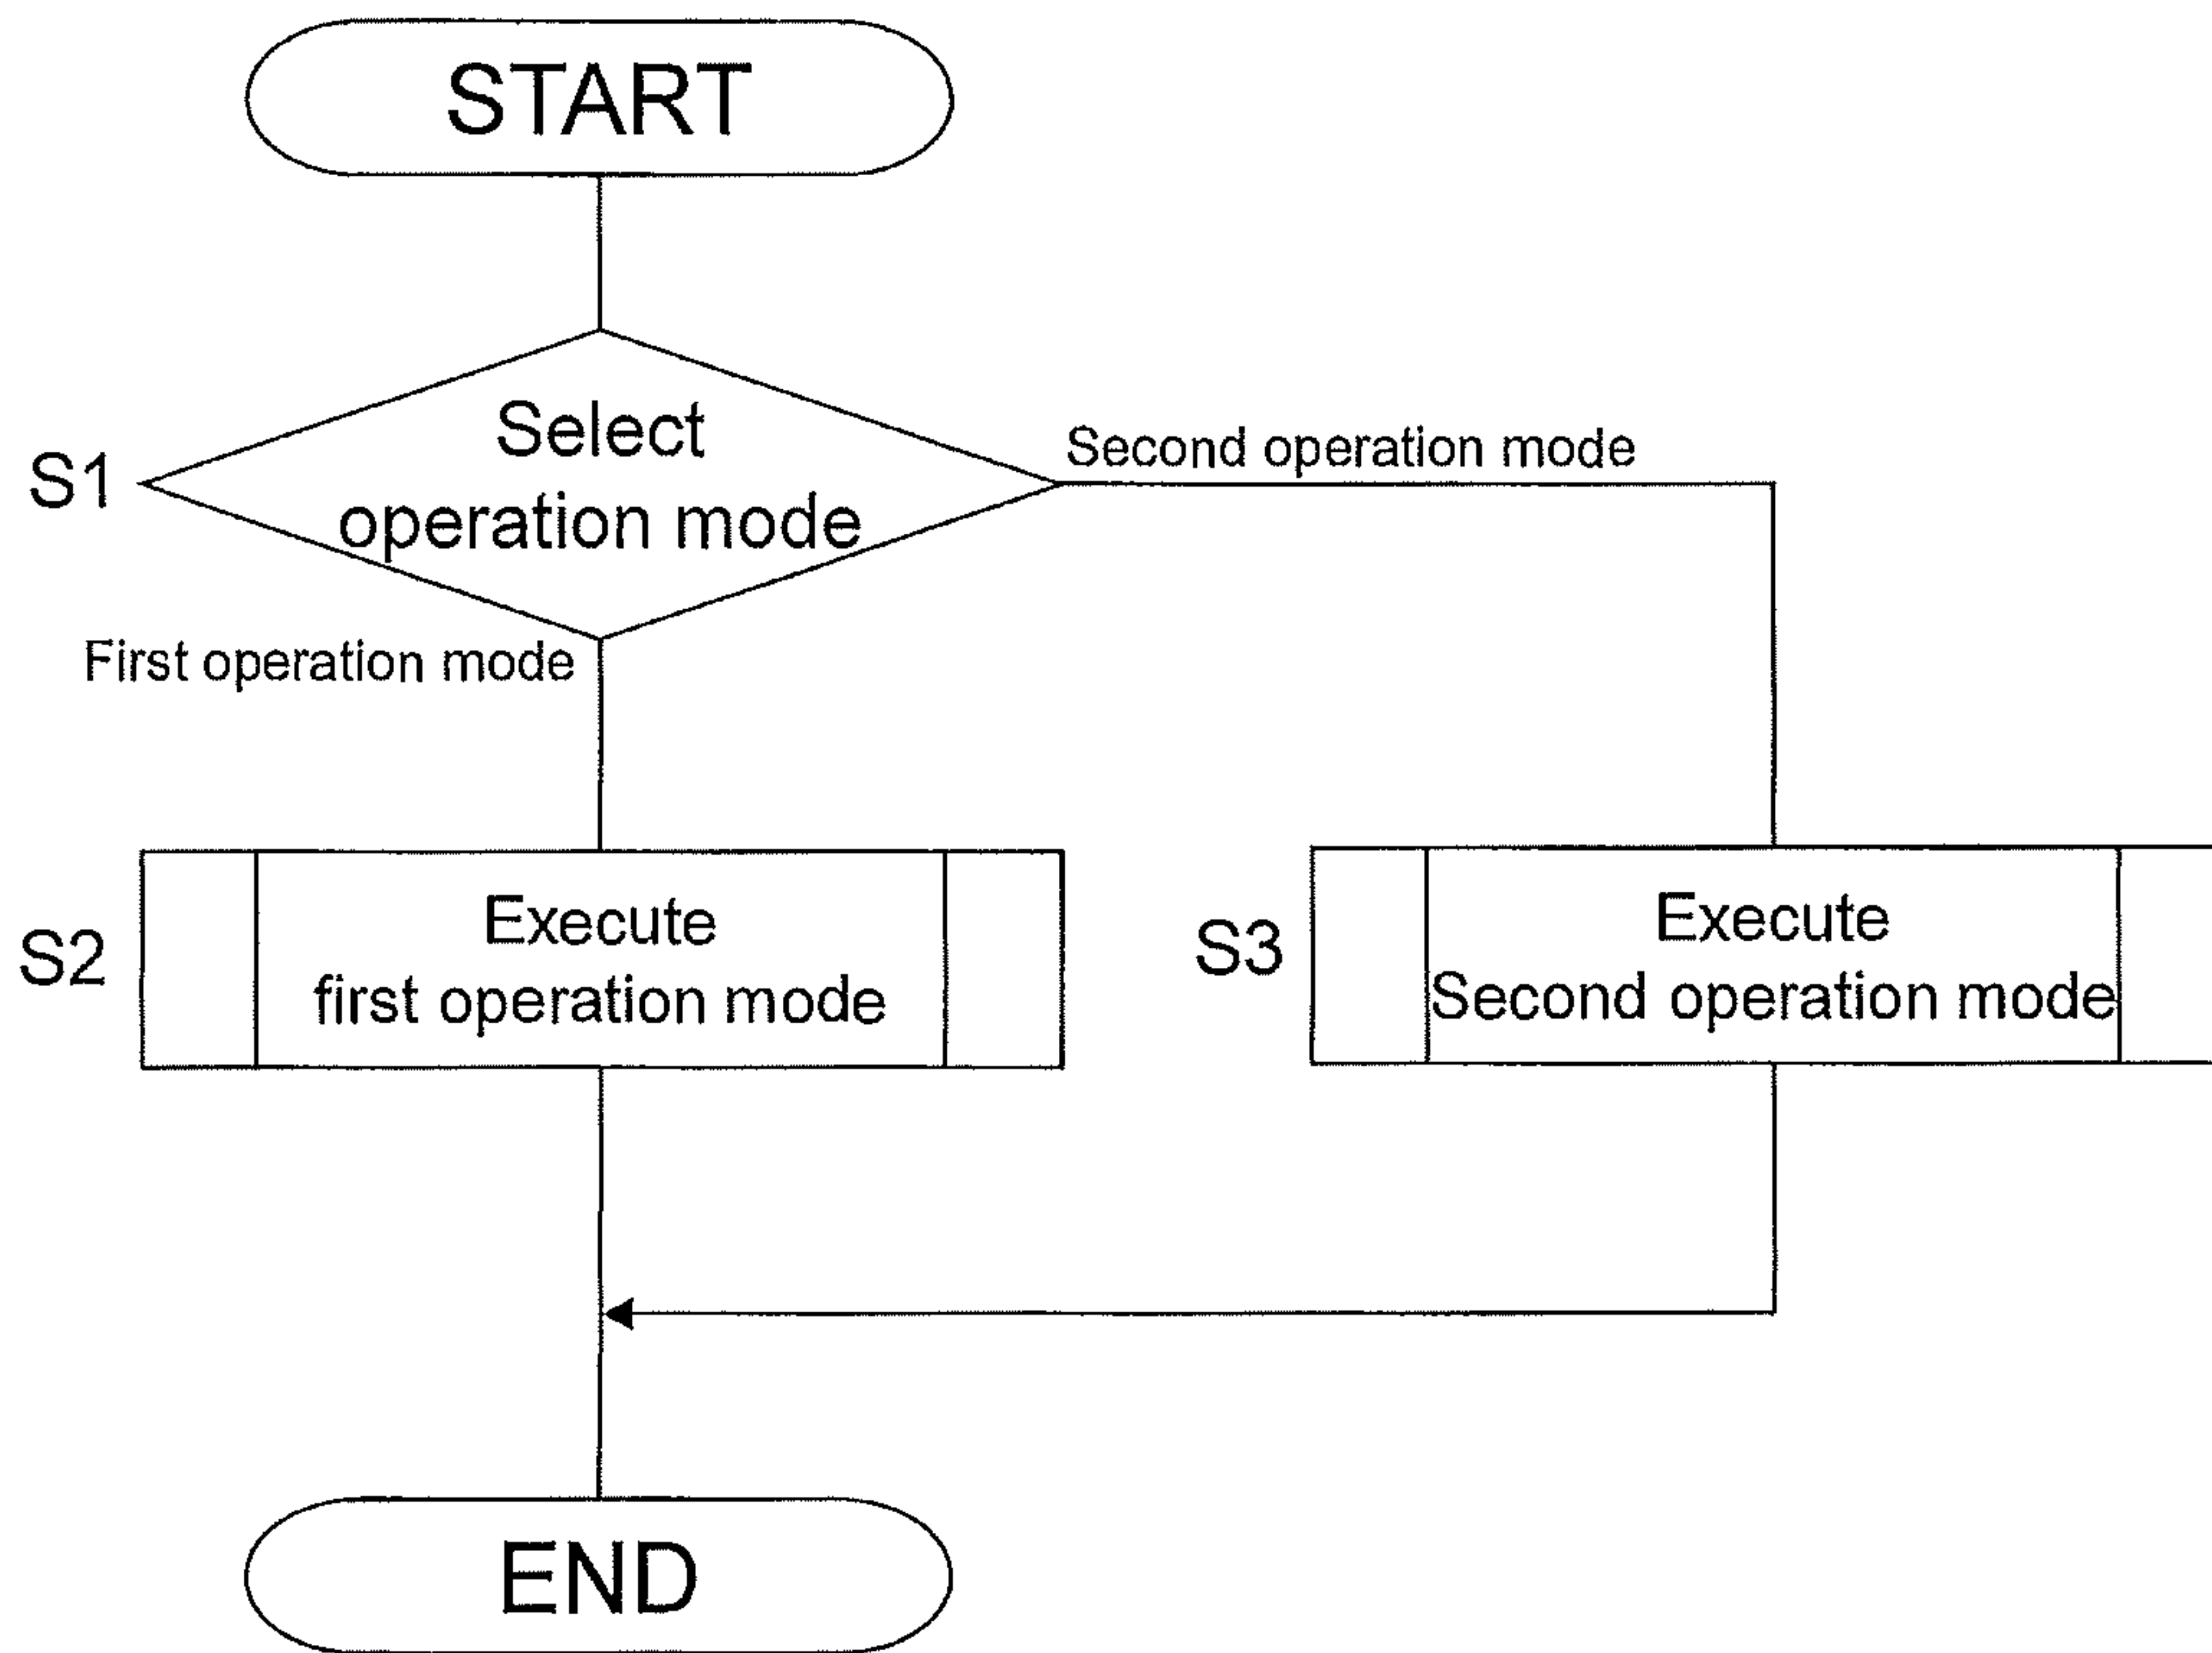 START
S1
Select
operation mode
Second operation mode
First operation mode
S2
Execute
first operation mode
S3
Execute
Second operation mode
END